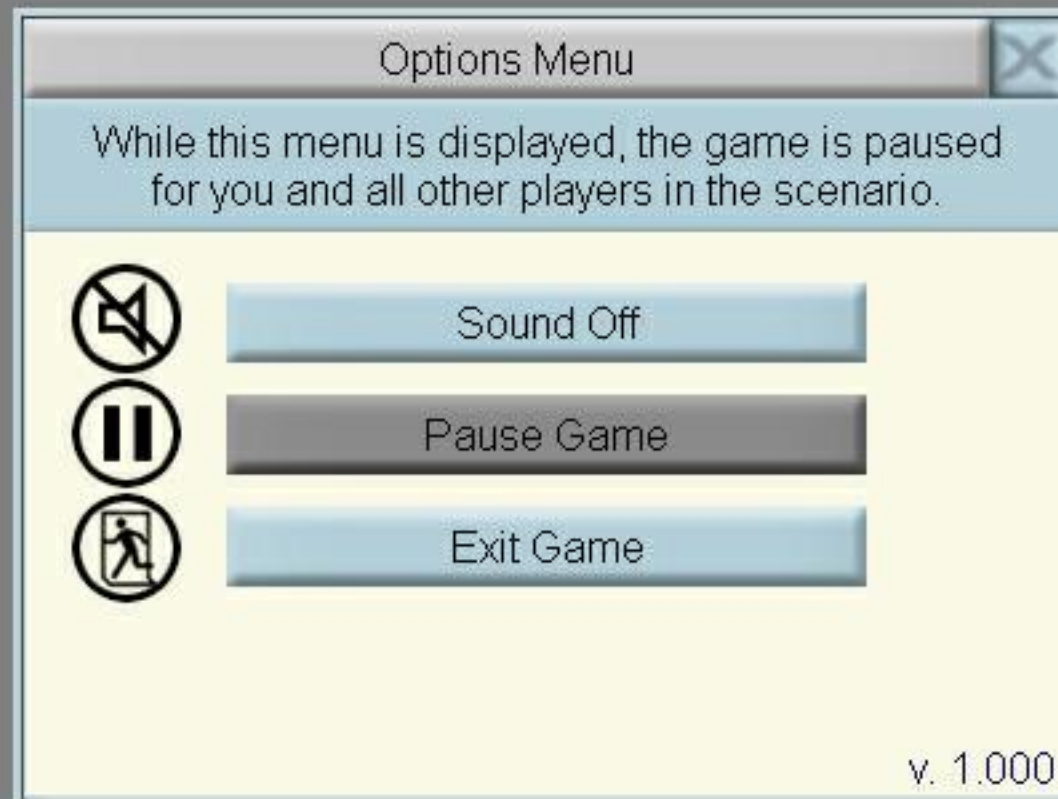 Options Menu
While this menu is displayed, the game is paused
for you and all other players in the scenario.
Sound Off
Pause Game
Exit Game
v. 1.000